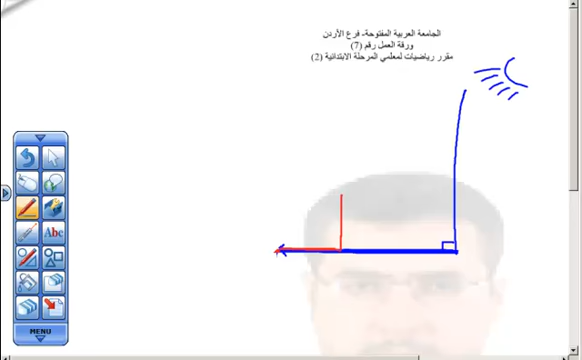 الجامعة العربية المفتوحة- فرع الأردن
ورقة العمل رقم (7)
مقرر رياضيات لمعلمي المرحلة الابتدائية (2)
Abc
MENU